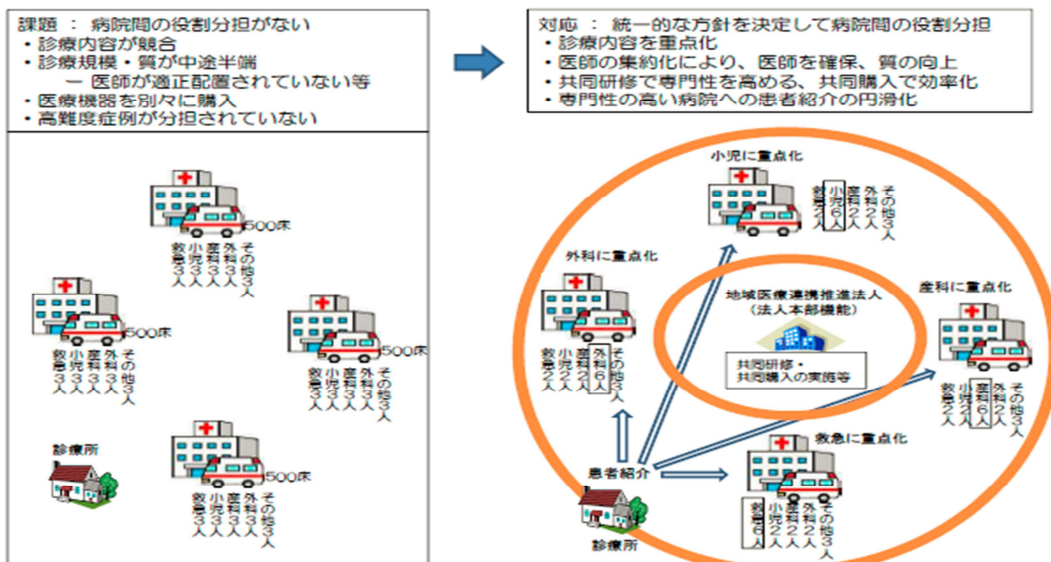 課題 ： 病院間の役割分担がない
・診療内容が競合
・診療規模・質が中途半端
－ 医師が適正配置されていない等
・医療機器を別々に購入
・高難度症例が分担されていない
500床
救急3人
小児3人
産科3人
外科3人
その他3人
500床
救急3人
小児3人
産科3人
外科3人
その他3人
500床
救急3人
小児3人
産科3人
外科3人
その他3人
診療所
500床
救急3人
小児3人
産科3人
外科3人
その他3人
対応 ： 統一的な方針を決定して病院間の役割分担
・診療内容を重点化
・医師の集約化により、医師を確保、質の向上
・共同研修で専門性を高める、共同購入で効率化
・専門性の高い病院への患者紹介の円滑化
小児に重点化
救急2人
小児6人
産科2人
外科2人
その他3人
外科に重点化
救急2人
小児2人
産科2人
外科6人
その他3人
地域医療連携推進法人
（法人本部機能）
共同研修・
共同購入の実施等
産科に重点化
救急2人
小児2人
産科6人
外科2人
その他3人
救急に重点化
救急6人
小児2人
産科2人
外科2人
その他3人
患者紹介
診療所